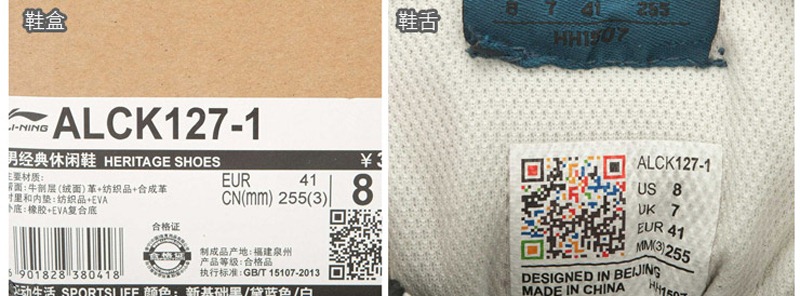 鞋盒
LI-NING ALCK127-1
男经典休闲鞋 HERITAGE SHOES
主要材质:
EUR 41
CN(mm) 255(3)
8
牛剖层(绒面)革+纺织品+合成革
衬里和内垫: 纺织品+EVA
橡胶+EVA复合底
合格证
制成品产地: 福建泉州
产品等级: 合格品
执行标准: GB/T 15107-2013
901828 380418
运动生活 SPORTSLIFE 颜色: 新基础黑/黛蓝色/白
鞋舌
8 7 41 255
HH1507
ALCK127-1
US 8
UK 7
EUR 41
MM(3) 255
DESIGNED IN BEIJING
MADE IN CHINA
HH1507